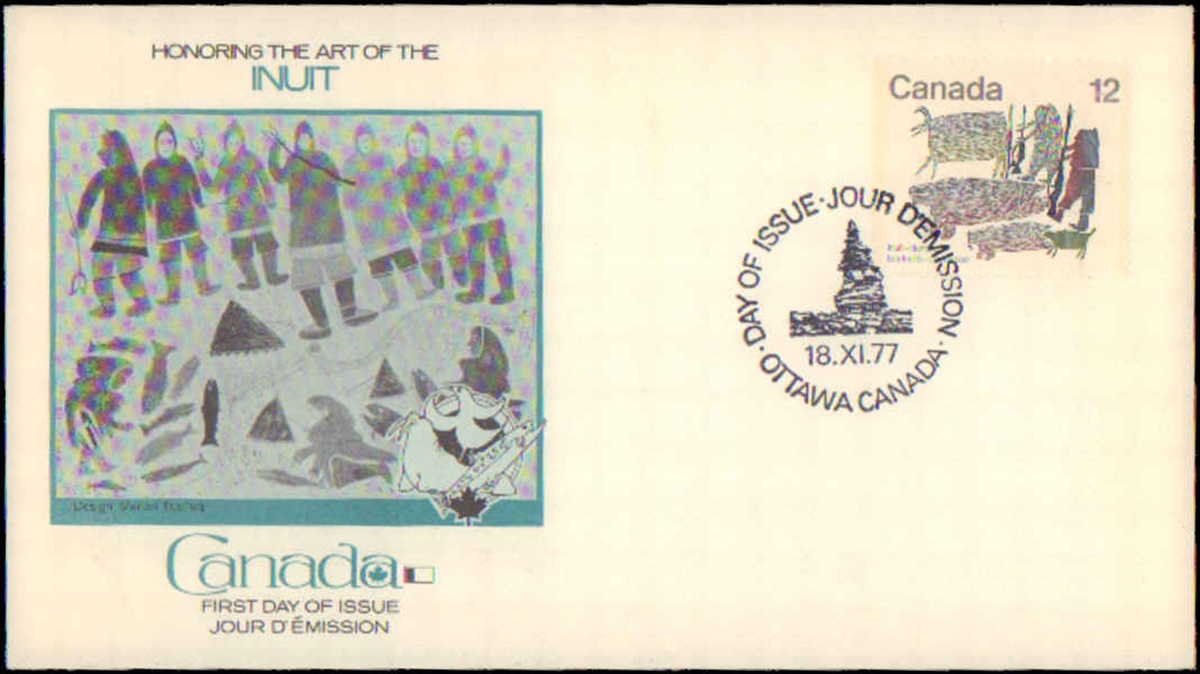 HONORING THE ART OF THE
INUIT
Canada 12
DAY OF ISSUE · JOUR D'ÉMISSION ·
18.XI.77
OTTAWA CANADA ·
Design
Canada
FIRST DAY OF ISSUE
JOUR D'ÉMISSION